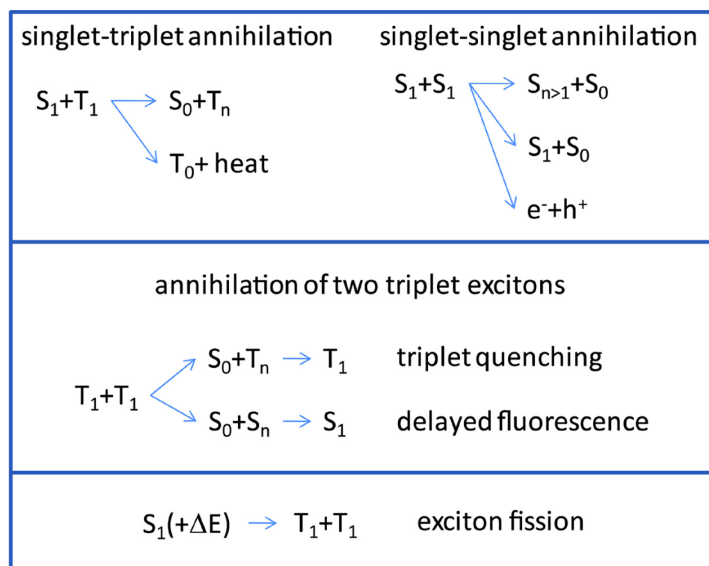 singlet-triplet annihilation
S₁+T₁ → S₀+Tₙ
→ T₀+ heat
singlet-singlet annihilation
S₁+S₁ → Sₙ>₁+S₀
→ S₁+S₀
→ e⁻+h⁺
annihilation of two triplet excitons
T₁+T₁ → S₀+Tₙ → T₁ triplet quenching
→ S₀+Sₙ → S₁ delayed fluorescence
S₁(+ΔE) → T₁+T₁ exciton fission